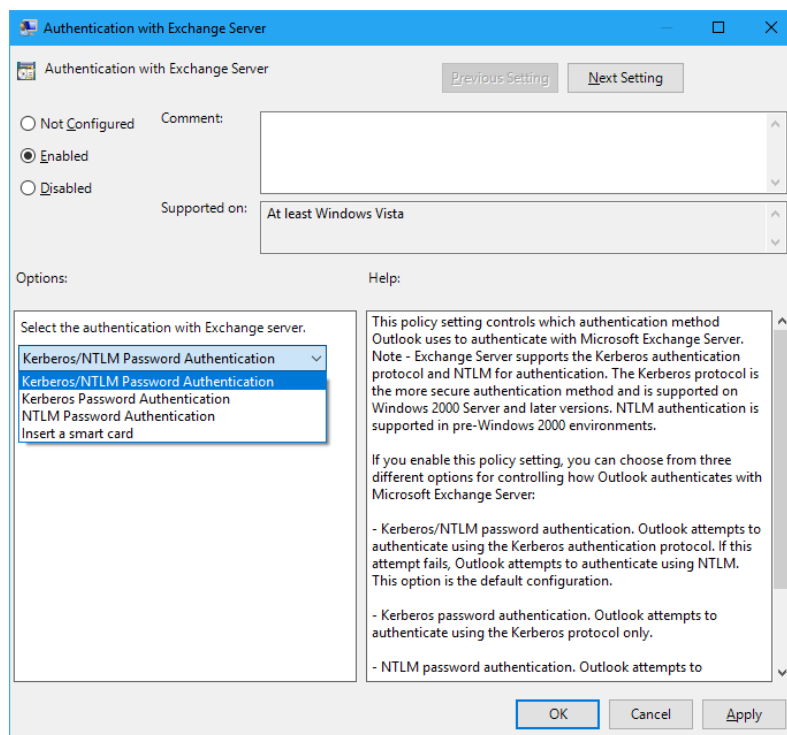 Authentication with Exchange Server
Authentication with Exchange Server
Previous Setting
Next Setting
Not Configured
Comment:
Enabled
Disabled
Supported on:
At least Windows Vista
Options:
Help:
Select the authentication with Exchange server.
Kerberos/NTLM Password Authentication
Kerberos/NTLM Password Authentication
Kerberos Password Authentication
NTLM Password Authentication
Insert a smart card
This policy setting controls which authentication method
Outlook uses to authenticate with Microsoft Exchange Server.
Note - Exchange Server supports the Kerberos authentication
protocol and NTLM for authentication. The Kerberos protocol is
the more secure authentication method and is supported on
Windows 2000 Server and later versions. NTLM authentication is
supported in pre-Windows 2000 environments.
If you enable this policy setting, you can choose from three
different options for controlling how Outlook authenticates with
Microsoft Exchange Server:
- Kerberos/NTLM password authentication. Outlook attempts to
authenticate using the Kerberos authentication protocol. If this
attempt fails, Outlook attempts to authenticate using NTLM.
This option is the default configuration.
- Kerberos password authentication. Outlook attempts to
authenticate using the Kerberos protocol only.
- NTLM password authentication. Outlook attempts to
OK
Cancel
Apply